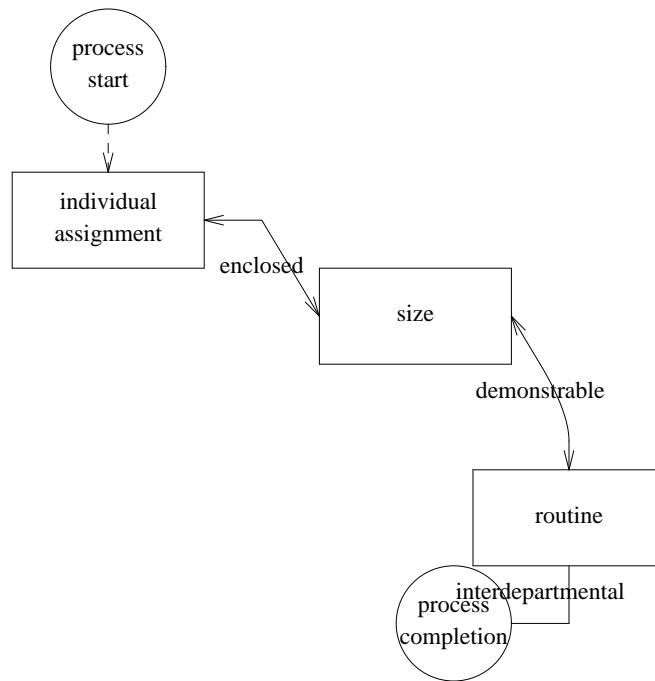 process
start
individual
assignment
enclosed
size
demonstrable
routine
interdepartmental
process
completion